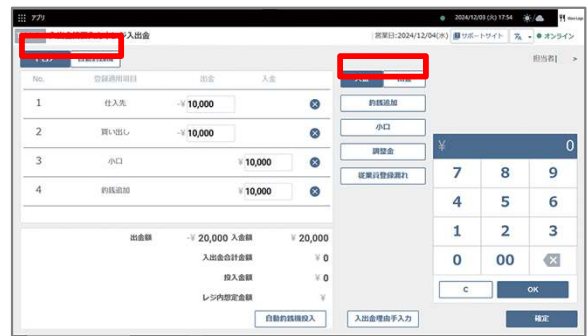 アプリ
2024/12/03 (火) 17:54
入出金
営業日:2024/12/04(水)
サポートサイト
オンライン
担当者 >
No. 登録適用項目 出金 入金
1 仕入先 -¥ 10,000
2 買い出し -¥ 10,000
3 小口 ¥ 10,000
4 釣銭追加 ¥ 10,000
出金額 -¥ 20,000 入金額 ¥ 20,000
入出金合計金額 ¥ 0
投入金額 ¥ 0
レジ内想定金額 ¥
自動釣銭機投入
釣銭追加
小口
調整金
従業員登録漏れ
入出金理由手入力
¥ 0
7 8 9
4 5 6
1 2 3
0 00
C OK
確定